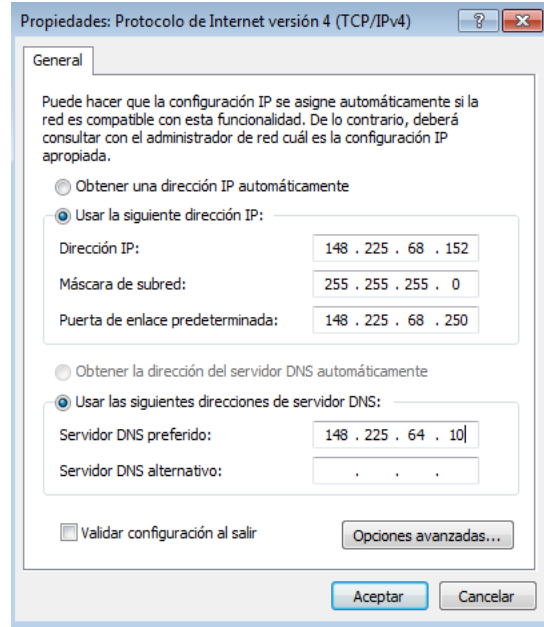 Propiedades: Protocolo de Internet versión 4 (TCP/IPv4)
General
Puede hacer que la configuración IP se asigne automáticamente si la
red es compatible con esta funcionalidad. De lo contrario, deberá
consultar con el administrador de red cuál es la configuración IP
apropiada.
Obtener una dirección IP automáticamente
Usar la siguiente dirección IP:
Dirección IP: 148 . 225 . 68 . 152
Máscara de subred: 255 . 255 . 255 . 0
Puerta de enlace predeterminada: 148 . 225 . 68 . 250
Obtener la dirección del servidor DNS automáticamente
Usar las siguientes direcciones de servidor DNS:
Servidor DNS preferido: 148 . 225 . 64 . 10
Servidor DNS alternativo: . . .
Validar configuración al salir
Opciones avanzadas...
Aceptar Cancelar